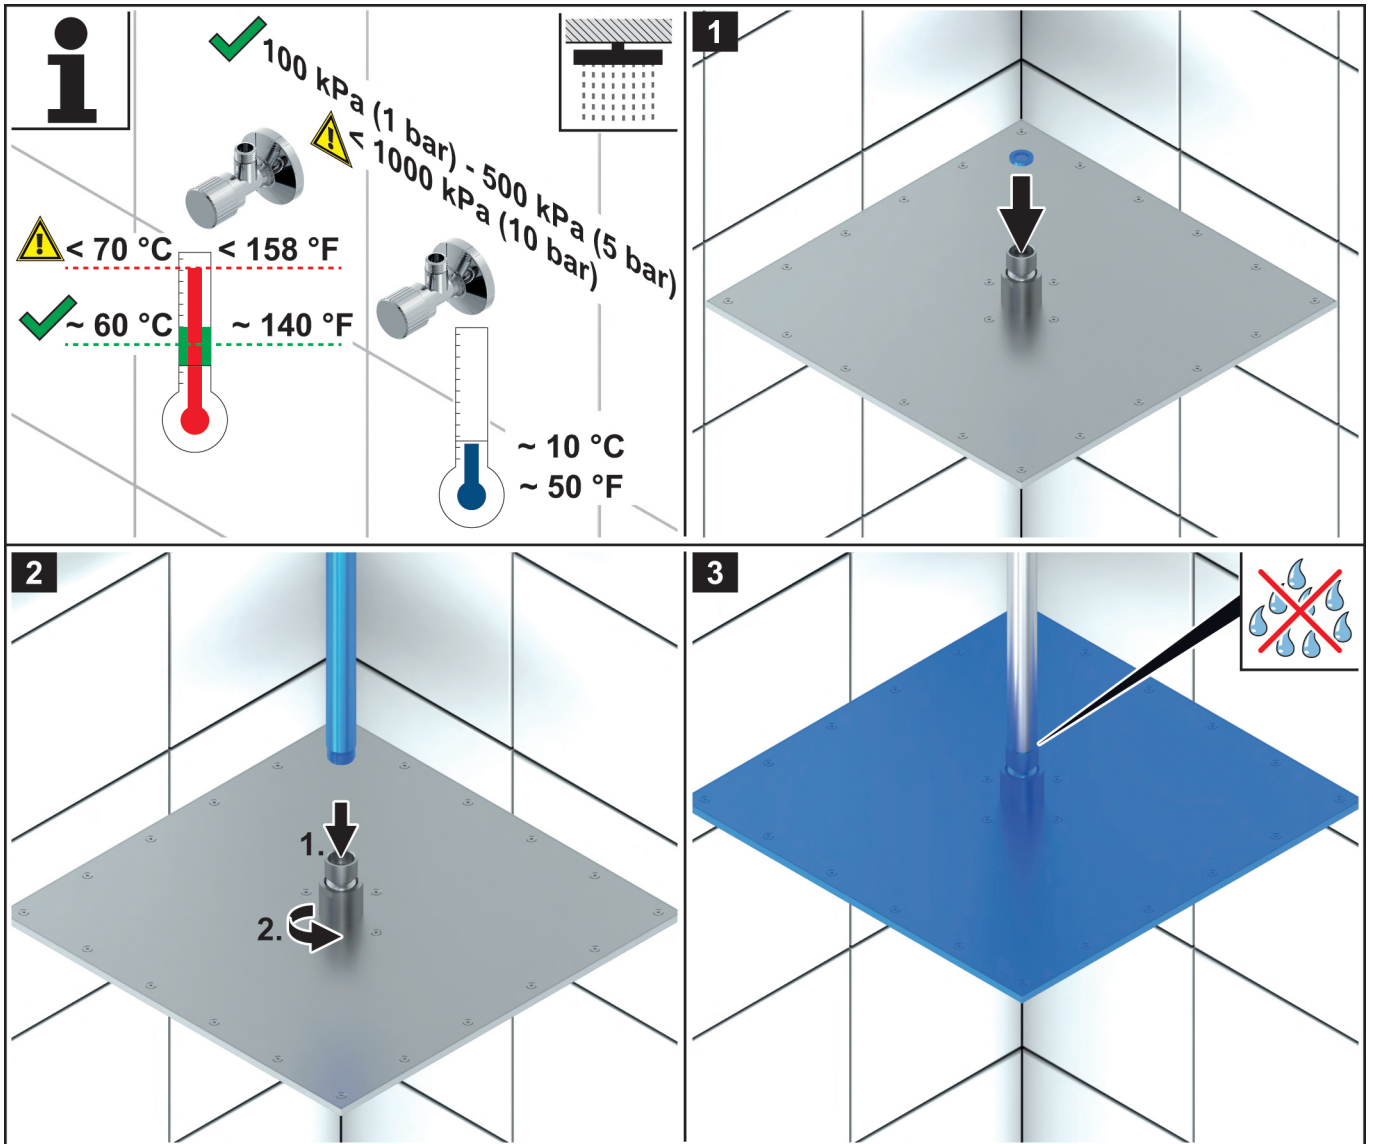 i
100 kPa (1 bar) - 500 kPa (5 bar)
! < 1000 kPa (10 bar)
! < 70 °C < 158 °F
~ 60 °C ~ 140 °F
~ 10 °C
~ 50 °F
1
2
1.
2.
3